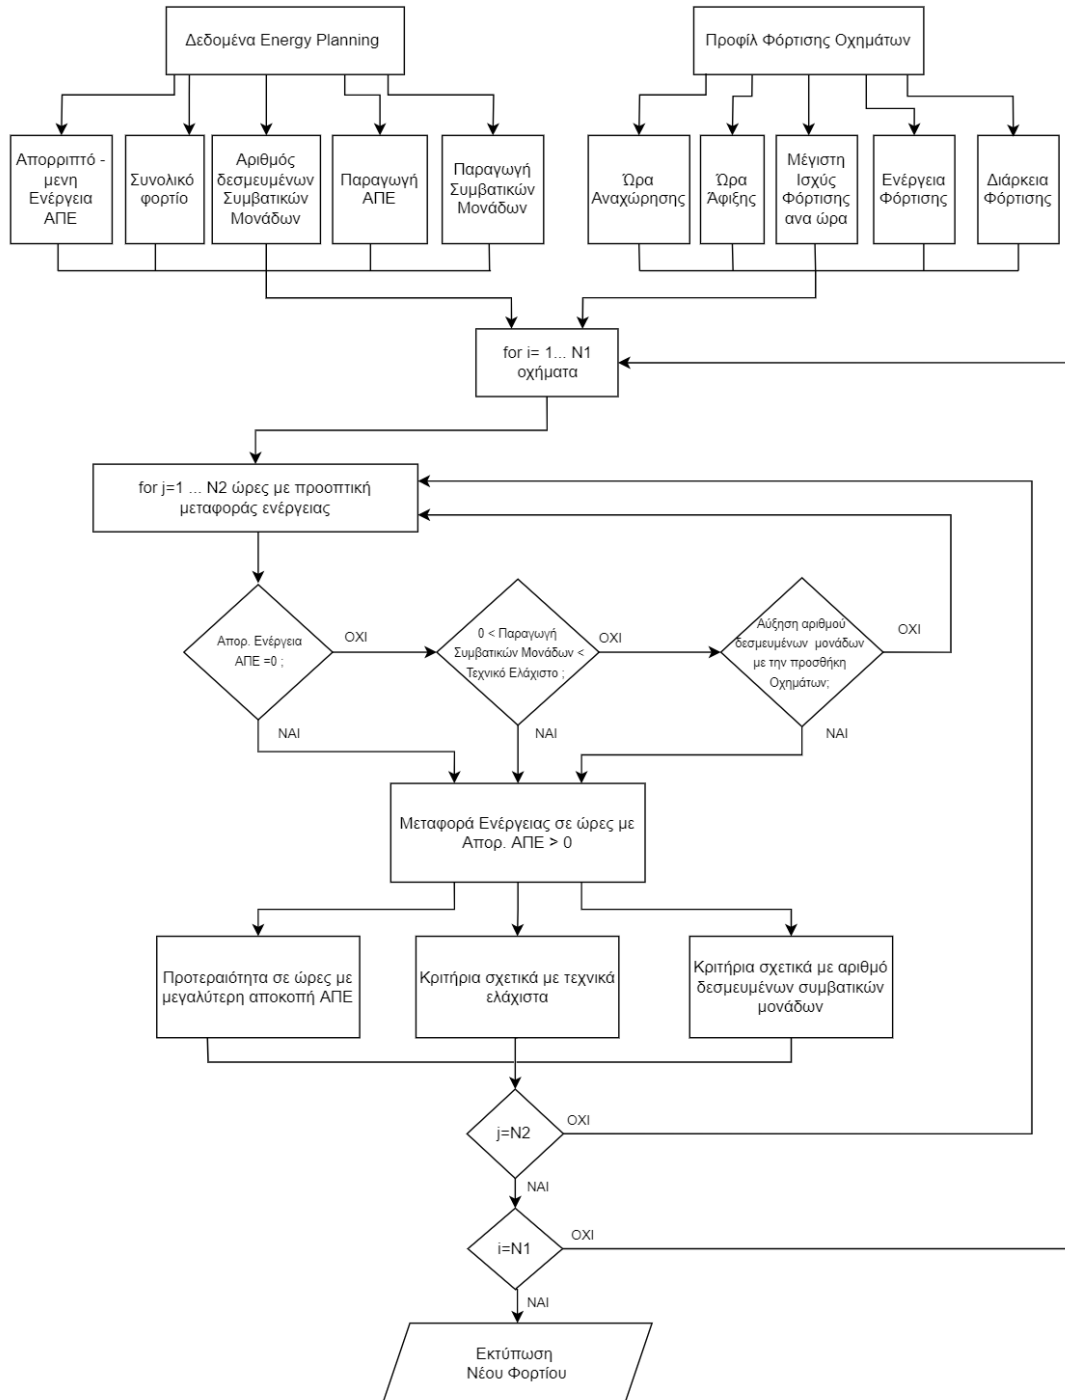 Δεδομένα Energy Planning
Προφίλ Φόρτισης Οχημάτων
Απορριπτό -
μενη
Ενέργεια
ΑΠΕ
Συνολικό
φορτίο
Αριθμός
δεσμευμένων
Συμβατικών
Μονάδων
Παραγωγή
ΑΠΕ
Παραγωγή
Συμβατικών
Μονάδων
Ώρα
Αναχώρησης
Ώρα
Άφιξης
Μέγιστη
Ισχύς
Φόρτισης
ανα ώρα
Ενέργεια
Φόρτισης
Διάρκεια
Φόρτισης
for i= 1... N1
οχήματα
for j=1 ... N2 ώρες με προοπτική
μεταφοράς ενέργειας
Απορ. Ενέργεια
ΑΠΕ =0 ;
ΟΧΙ
0 < Παραγωγή
Συμβατικών Μονάδων <
Τεχνικό Ελάχιστο ;
ΟΧΙ
Αύξηση αριθμού
δεσμευμένων μονάδων
με την προσθήκη
Οχημάτων;
ΟΧΙ
ΝΑΙ
ΝΑΙ
ΝΑΙ
Μεταφορά Ενέργειας σε ώρες με
Απορ. ΑΠΕ > 0
Προτεραιότητα σε ώρες με
μεγαλύτερη αποκοπή ΑΠΕ
Κριτήρια σχετικά με τεχνικά
ελάχιστα
Κριτήρια σχετικά με αριθμό
δεσμευμένων συμβατικών
μονάδων
j=N2
ΟΧΙ
ΝΑΙ
i=N1
ΟΧΙ
ΝΑΙ
Εκτύπωση
Νέου Φορτίου